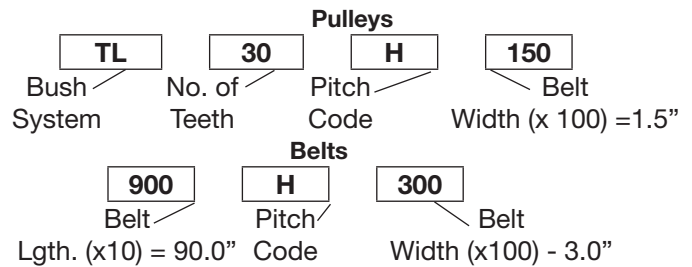 Pulleys
TL 30 H 150
Bush No. of Pitch Belt
System Teeth Code Width (x 100) =1.5”
Belts
900 H 300
Belt Pitch Belt
Lgth. (x10) = 90.0” Code Width (x100) - 3.0”